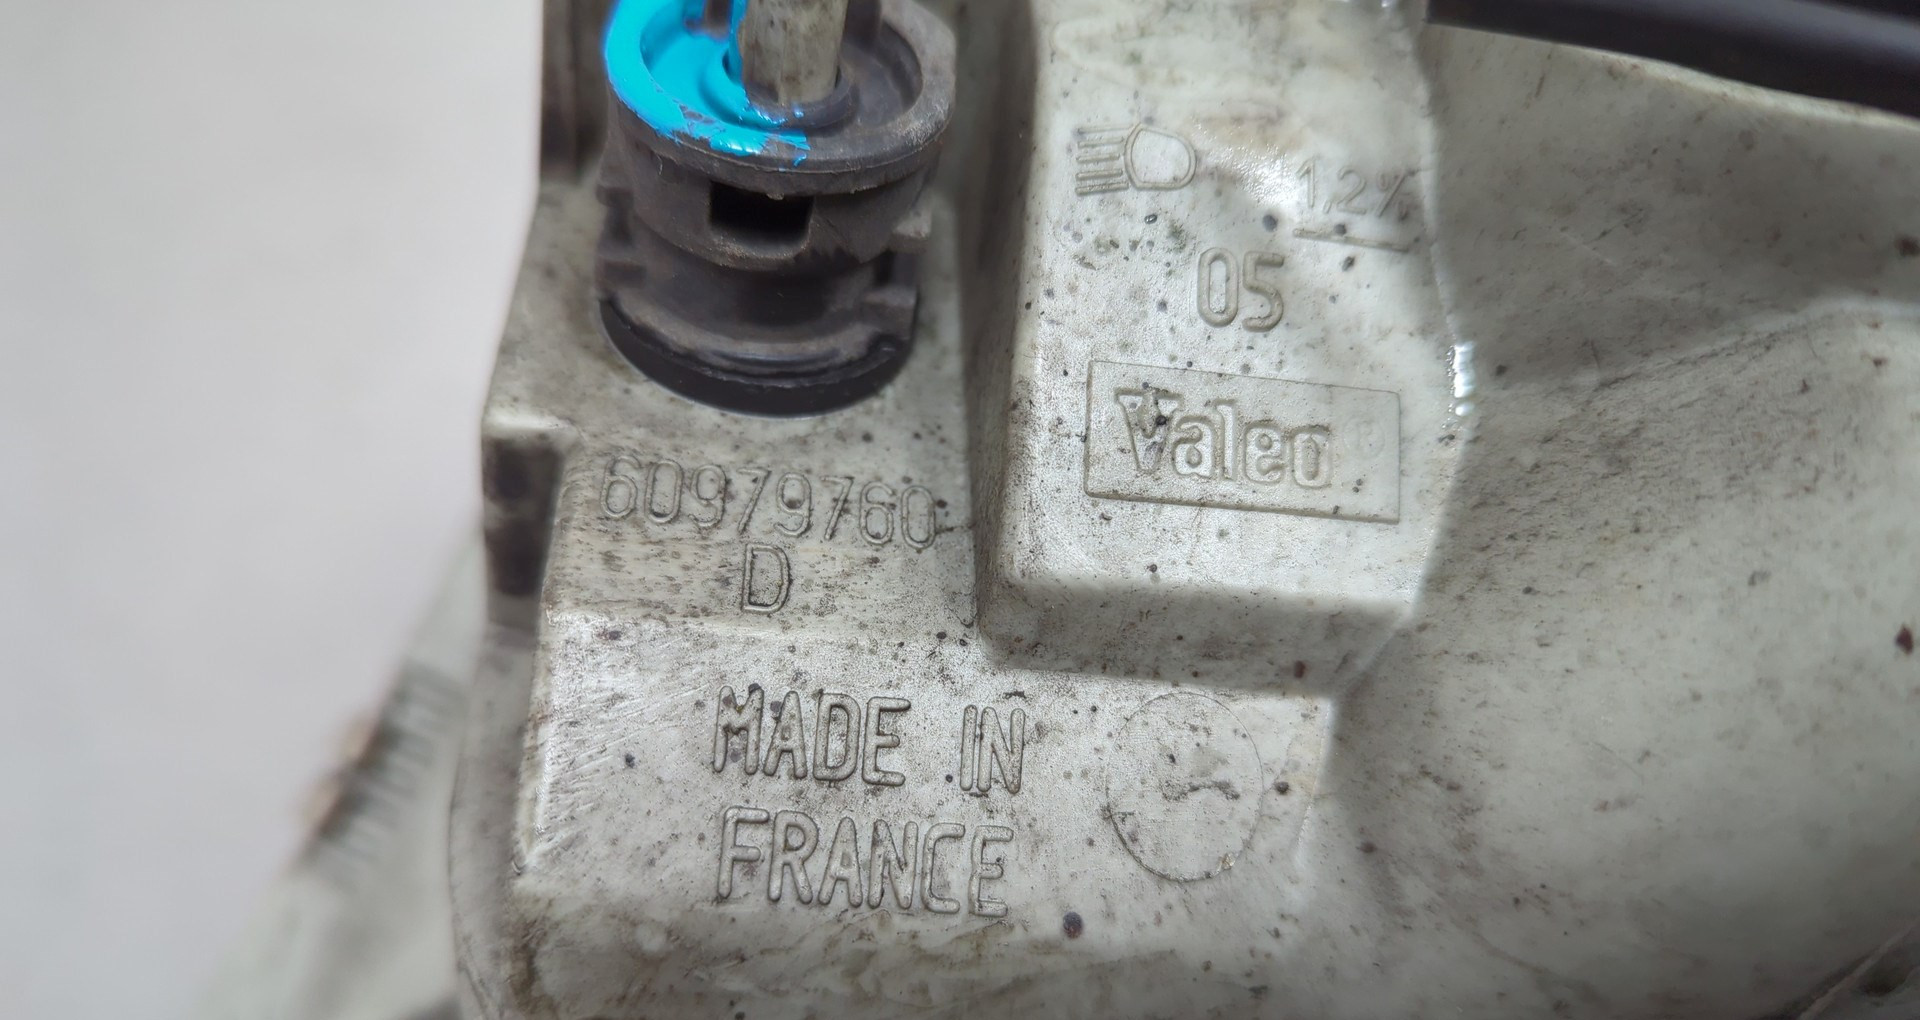 1,2%
05
Valeo®
60979760
D
MADE IN
FRANCE